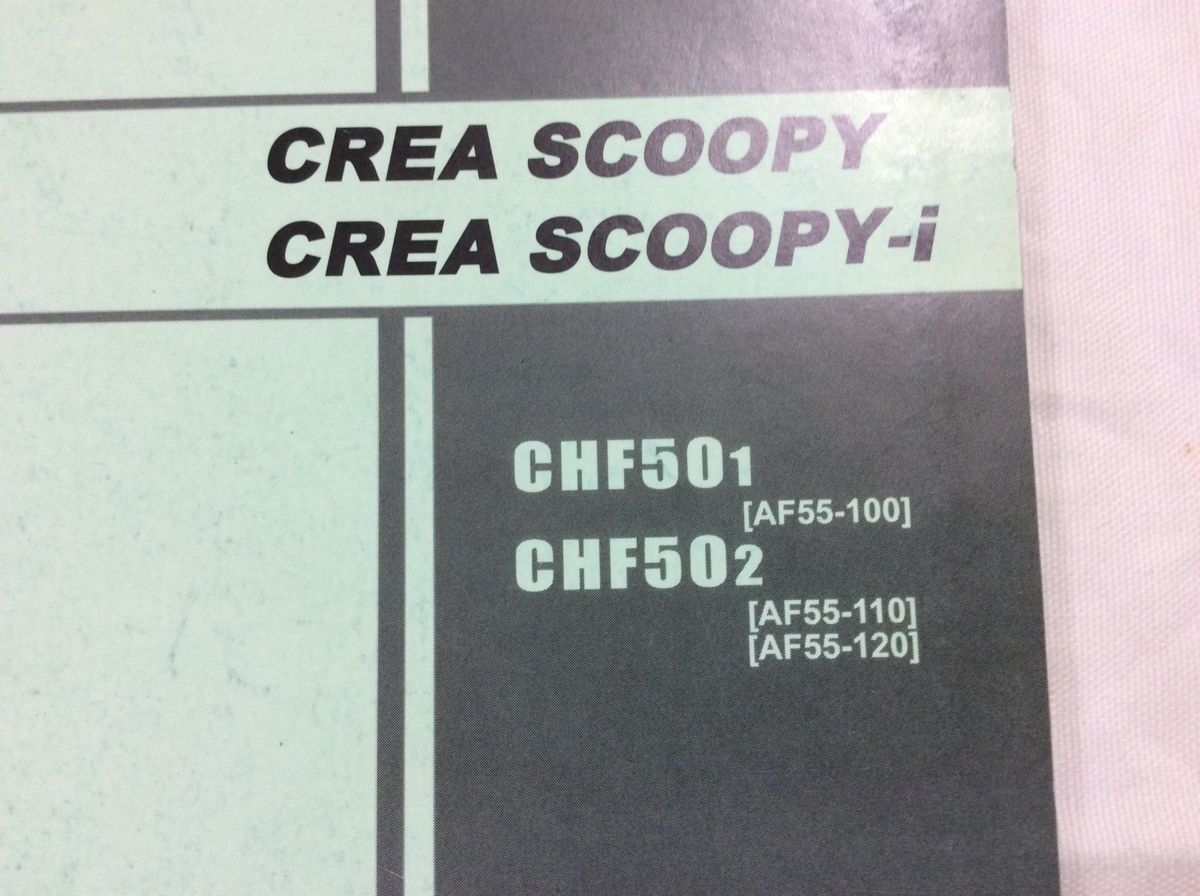 CREA SCOOPY
CREA SCOOPY-i
CHF501
[AF55-100]
CHF502
[AF55-110]
[AF55-120]